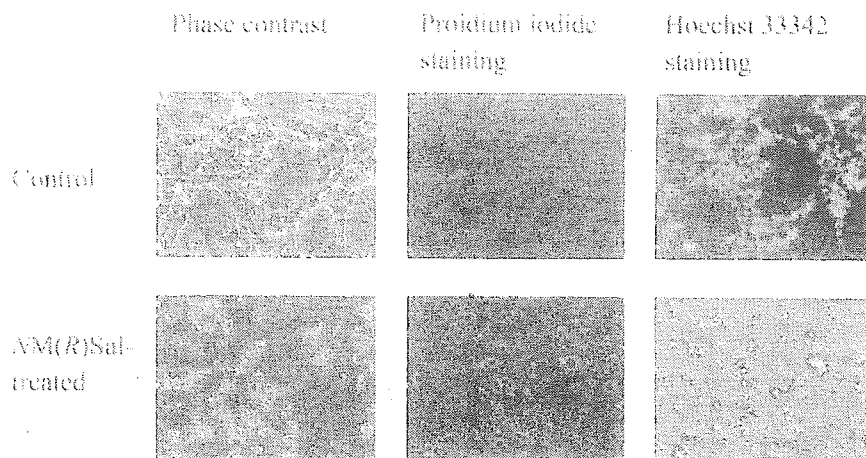 Phase contrast
Proidium iodide
staining
Hoechst 33342
staining
Control
NM(R)Sal-
treated